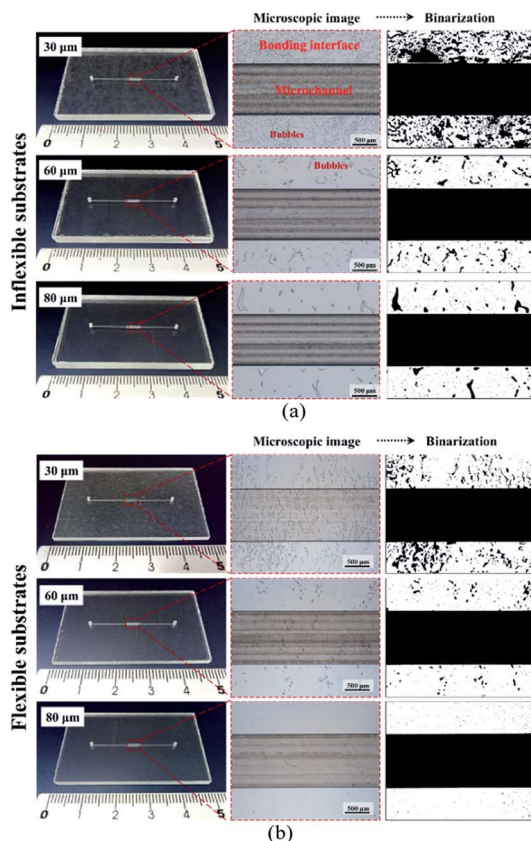 Microscopic image Binarization
30 μm
Bonding interface
Microchannel
Bubbles
500 μm
0 1 2 3 4 5
Inflexible substrates
60 μm
Bubbles
500 μm
0 1 2 3 4 5
80 μm
500 μm
0 1 2 3 4 5
(a)
Microscopic image Binarization
30 μm
500 μm
0 1 2 3 4 5
Flexible substrates
60 μm
500 μm
0 1 2 3 4 5
80 μm
500 μm
0 1 2 3 4 5
(b)